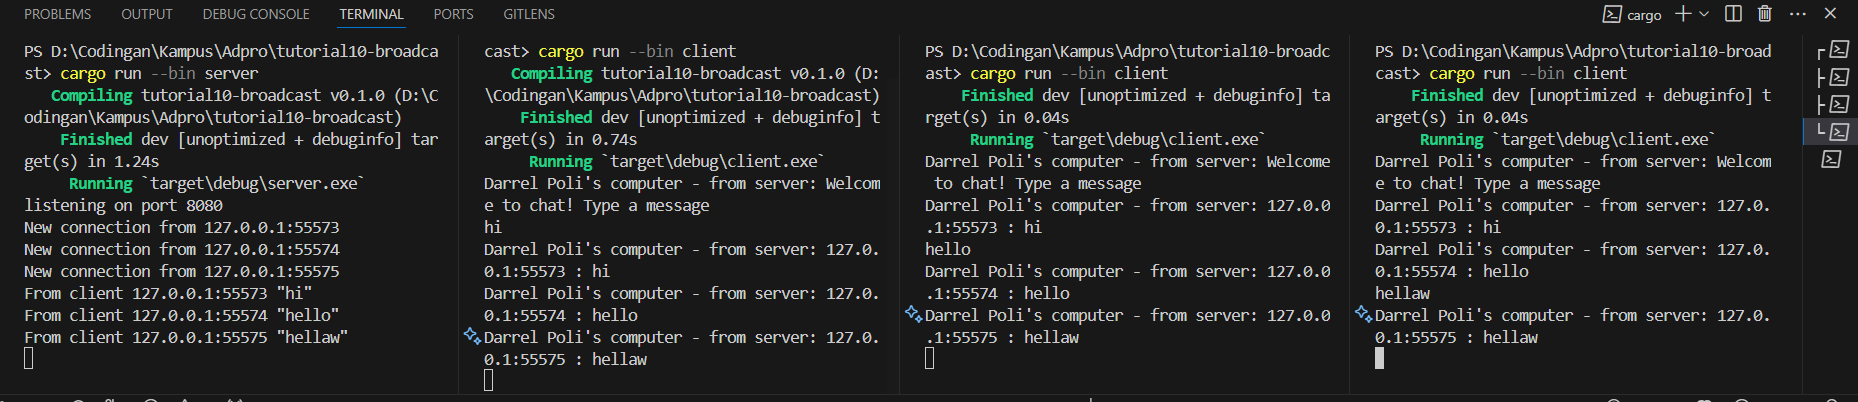 PROBLEMS OUTPUT DEBUG CONSOLE TERMINAL PORTS GITLENS cargo
PS D:\Codingan\Kampus\Adpro\tutorial10-broadca
st> cargo run --bin server
Compiling tutorial10-broadcast v0.1.0 (D:\C
odingan\Kampus\Adpro\tutorial10-broadcast)
Finished dev [unoptimized + debuginfo] tar
get(s) in 1.24s
Running `target\debug\server.exe`
listening on port 8080
New connection from 127.0.0.1:55573
New connection from 127.0.0.1:55574
New connection from 127.0.0.1:55575
From client 127.0.0.1:55573 "hi"
From client 127.0.0.1:55574 "hello"
From client 127.0.0.1:55575 "hellaw"
cast> cargo run --bin client
Compiling tutorial10-broadcast v0.1.0 (D:
\Codingan\Kampus\Adpro\tutorial10-broadcast)
Finished dev [unoptimized + debuginfo] t
arget(s) in 0.74s
Running `target\debug\client.exe`
Darrel Poli's computer - from server: Welcom
e to chat! Type a message
hi
Darrel Poli's computer - from server: 127.0.
0.1:55573 : hi
Darrel Poli's computer - from server: 127.0.
0.1:55574 : hello
Darrel Poli's computer - from server: 127.0.
0.1:55575 : hellaw
PS D:\Codingan\Kampus\Adpro\tutorial10-broadc
ast> cargo run --bin client
Finished dev [unoptimized + debuginfo] ta
rget(s) in 0.04s
Running `target\debug\client.exe`
Darrel Poli's computer - from server: Welcome
to chat! Type a message
Darrel Poli's computer - from server: 127.0.0
.1:55573 : hi
hello
Darrel Poli's computer - from server: 127.0.0
.1:55574 : hello
Darrel Poli's computer - from server: 127.0.0
.1:55575 : hellaw
PS D:\Codingan\Kampus\Adpro\tutorial10-broad
cast> cargo run --bin client
Finished dev [unoptimized + debuginfo] t
arget(s) in 0.04s
Running `target\debug\client.exe`
Darrel Poli's computer - from server: Welcom
e to chat! Type a message
Darrel Poli's computer - from server: 127.0.
0.1:55573 : hi
Darrel Poli's computer - from server: 127.0.
0.1:55574 : hello
hellaw
Darrel Poli's computer - from server: 127.0.
0.1:55575 : hellaw